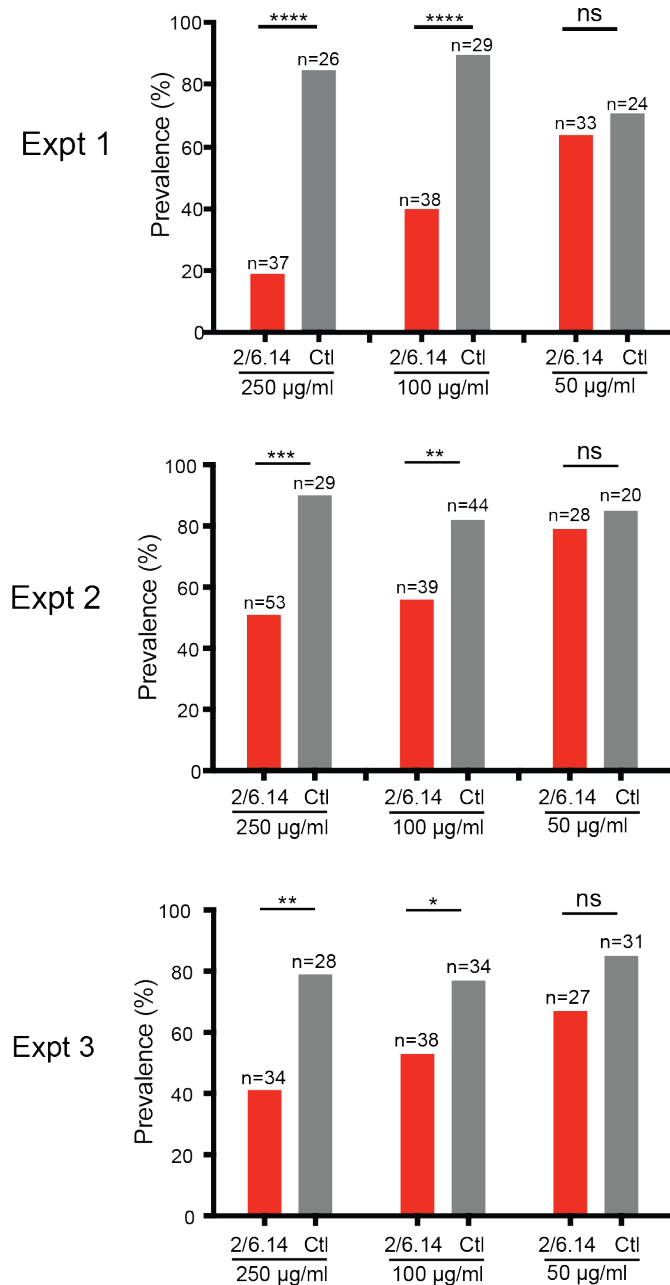 Expt 1
Prevalence (%)
100
80
60
40
20
0
**** **** ns
n=37 n=26 n=38 n=29 n=33 n=24
2/6.14 Ctl 2/6.14 Ctl 2/6.14 Ctl
250 µg/ml 100 µg/ml 50 µg/ml
Expt 2
Prevalence (%)
100
80
60
40
20
0
*** ** ns
n=53 n=29 n=39 n=44 n=28 n=20
2/6.14 Ctl 2/6.14 Ctl 2/6.14 Ctl
250 µg/ml 100 µg/ml 50 µg/ml
Expt 3
Prevalence (%)
100
80
60
40
20
0
** * ns
n=34 n=28 n=38 n=34 n=27 n=31
2/6.14 Ctl 2/6.14 Ctl 2/6.14 Ctl
250 µg/ml 100 µg/ml 50 µg/ml